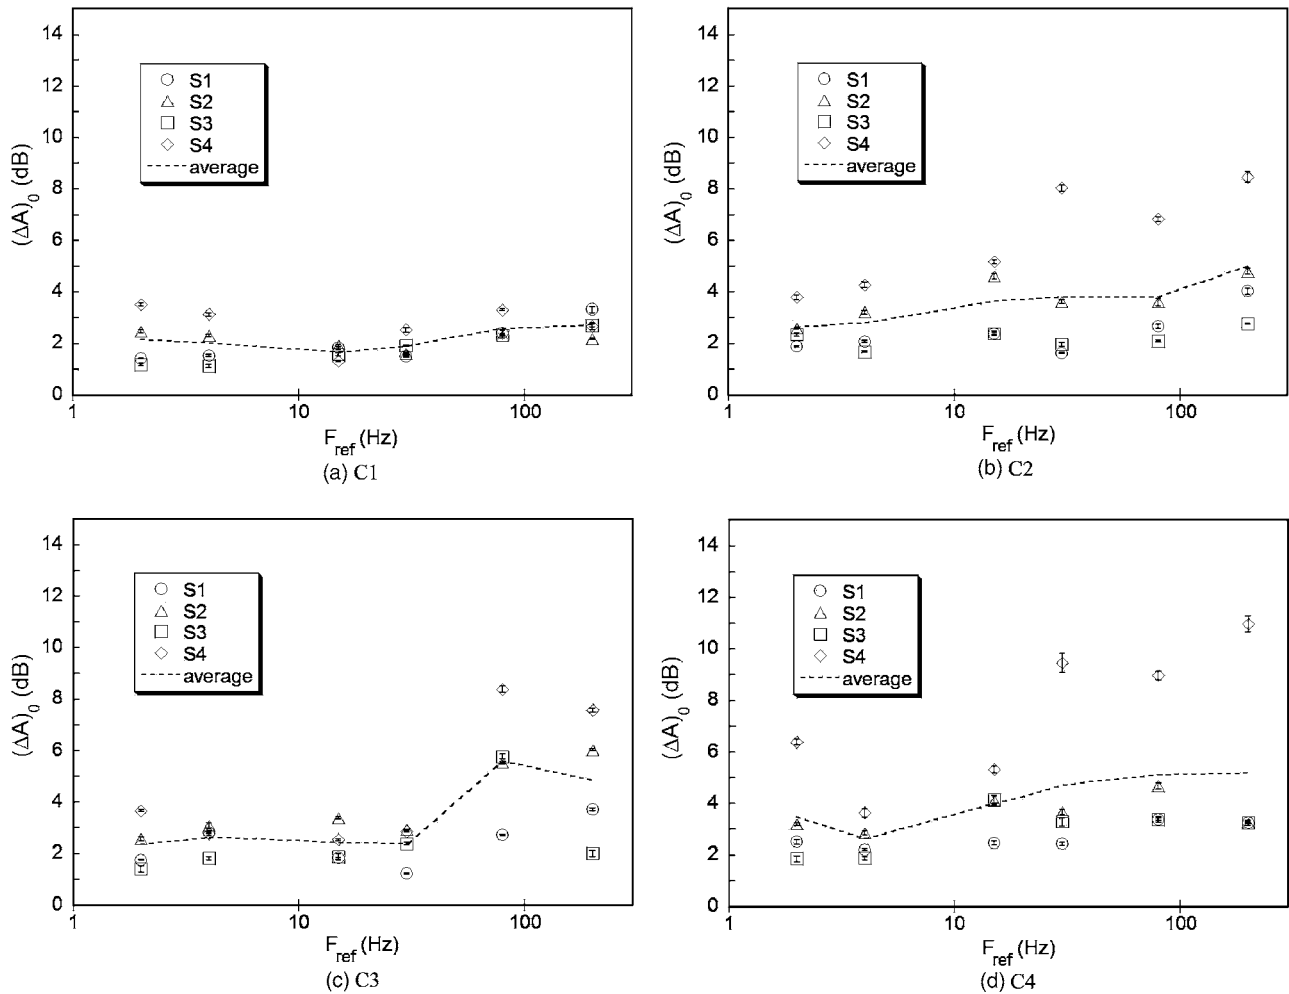 14
12
10
8
6
4
2
0
(ΔA)₀ (dB)
S1
S2
S3
S4
average
1
10
100
F_ref (Hz)
(a) C1
14
12
10
8
6
4
2
0
(ΔA)₀ (dB)
S1
S2
S3
S4
average
1
10
100
F_ref (Hz)
(b) C2
14
12
10
8
6
4
2
0
(ΔA)₀ (dB)
S1
S2
S3
S4
average
1
10
100
F_ref (Hz)
(c) C3
14
12
10
8
6
4
2
0
(ΔA)₀ (dB)
S1
S2
S3
S4
average
1
10
100
F_ref (Hz)
(d) C4